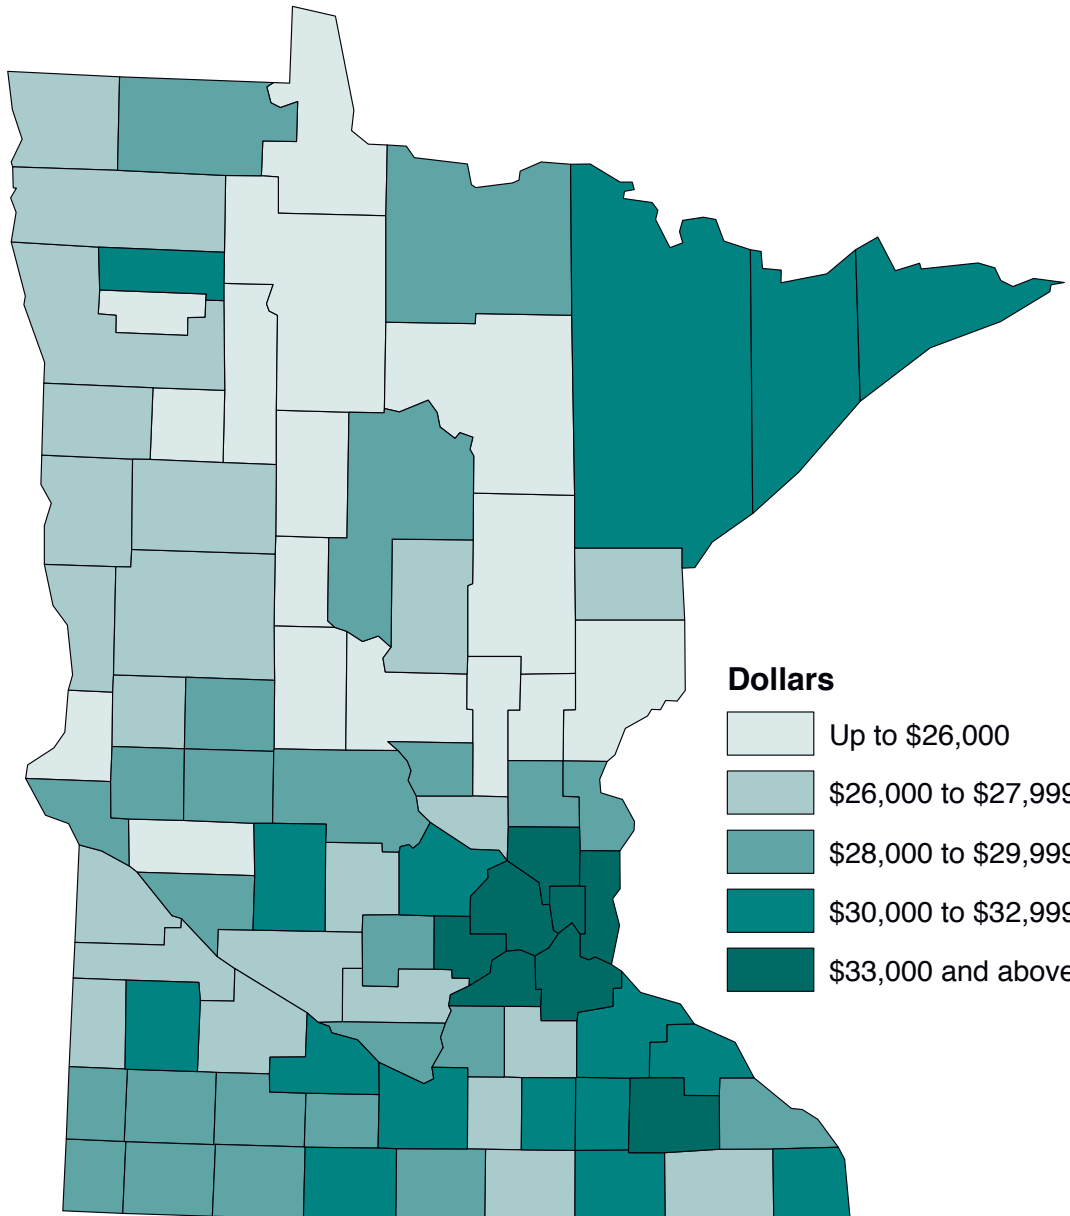 Dollars
Up to $26,000
$26,000 to $27,999
$28,000 to $29,999
$30,000 to $32,999
$33,000 and above